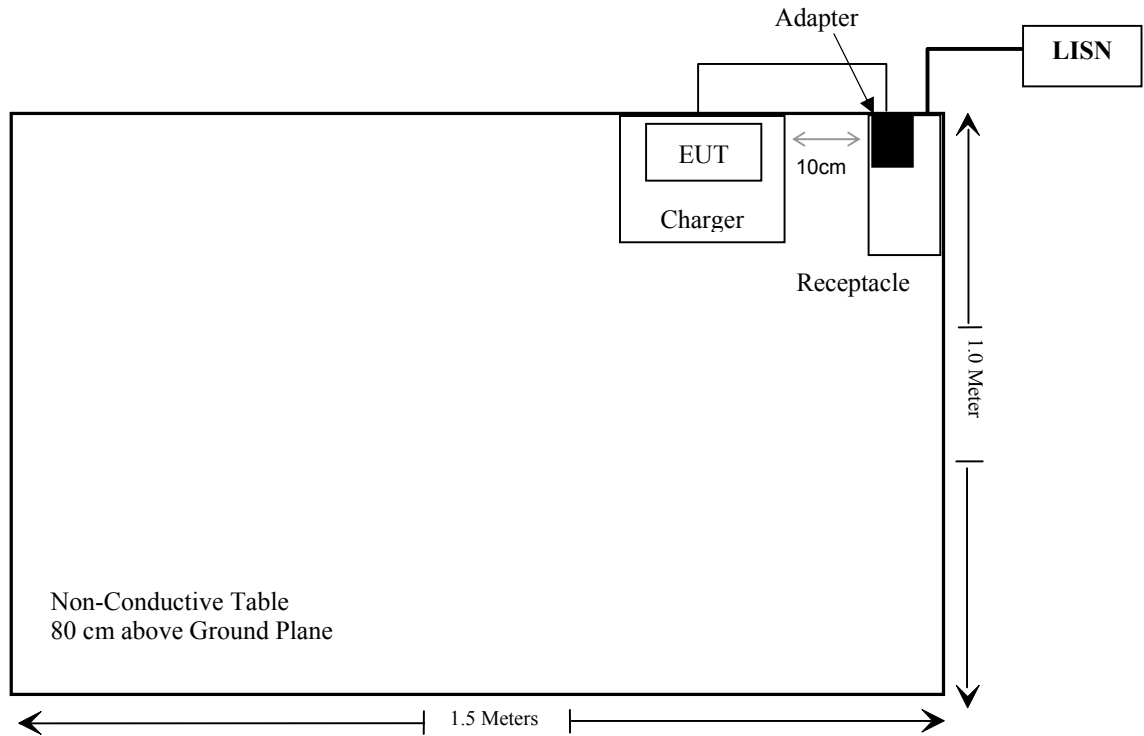 Adapter
LISN
EUT
10cm
Charger
Receptacle
1.0 Meter
Non-Conductive Table
80 cm above Ground Plane
1.5 Meters